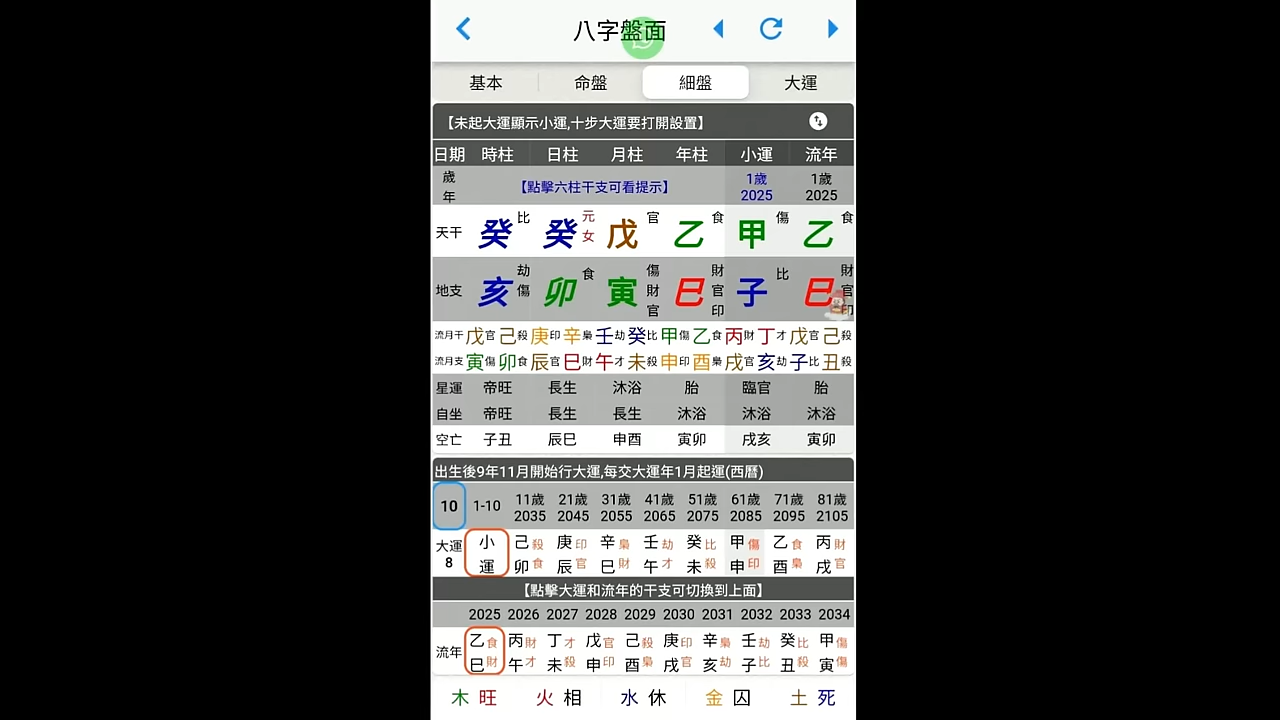 八字盤面
基本 命盤 細盤 大運
【未起大運顯示小運,十步大運要打開設置】
日期 時柱 日柱 月柱 年柱 小運 流年
歲年 【點擊六柱干支可看提示】 1歲 2025 1歲 2025
天干 癸 比 癸 元女 戊 官 乙 食 甲 傷 乙 食
地支 亥 劫傷 卯 食 寅 傷財官 巳 財官印 子 比 巳 財官印
流月干 戊官 己殺 庚印 辛梟 壬劫 癸比 甲傷 乙食 丙財 丁才 戊官 己殺
流月支 寅傷 卯食 辰官 巳財 午才 未殺 申印 酉梟 戌官 亥劫 子比 丑殺
星運 帝旺 長生 沐浴 胎 臨官 胎
自坐 帝旺 長生 長生 沐浴 沐浴 沐浴
空亡 子丑 辰巳 申酉 寅卯 戌亥 寅卯
出生後9年11月開始行大運,每交大運年1月起運(西曆)
10 1-10 11歲 21歲 31歲 41歲 51歲 61歲 71歲 81歲
2035 2045 2055 2065 2075 2085 2095 2105
大運 小 己殺 庚印 辛梟 壬劫 癸比 甲傷 乙食 丙財
8 運 卯食 辰官 巳財 午才 未殺 申印 酉梟 戌官
【點擊大運和流年的干支可切換到上面】
2025 2026 2027 2028 2029 2030 2031 2032 2033 2034
流年 乙食 丙財 丁才 戊官 己殺 庚印 辛梟 壬劫 癸比 甲傷
巳財 午才 未殺 申印 酉梟 戌官 亥劫 子比 丑殺 寅傷
木 旺 火 相 水 休 金 囚 土 死